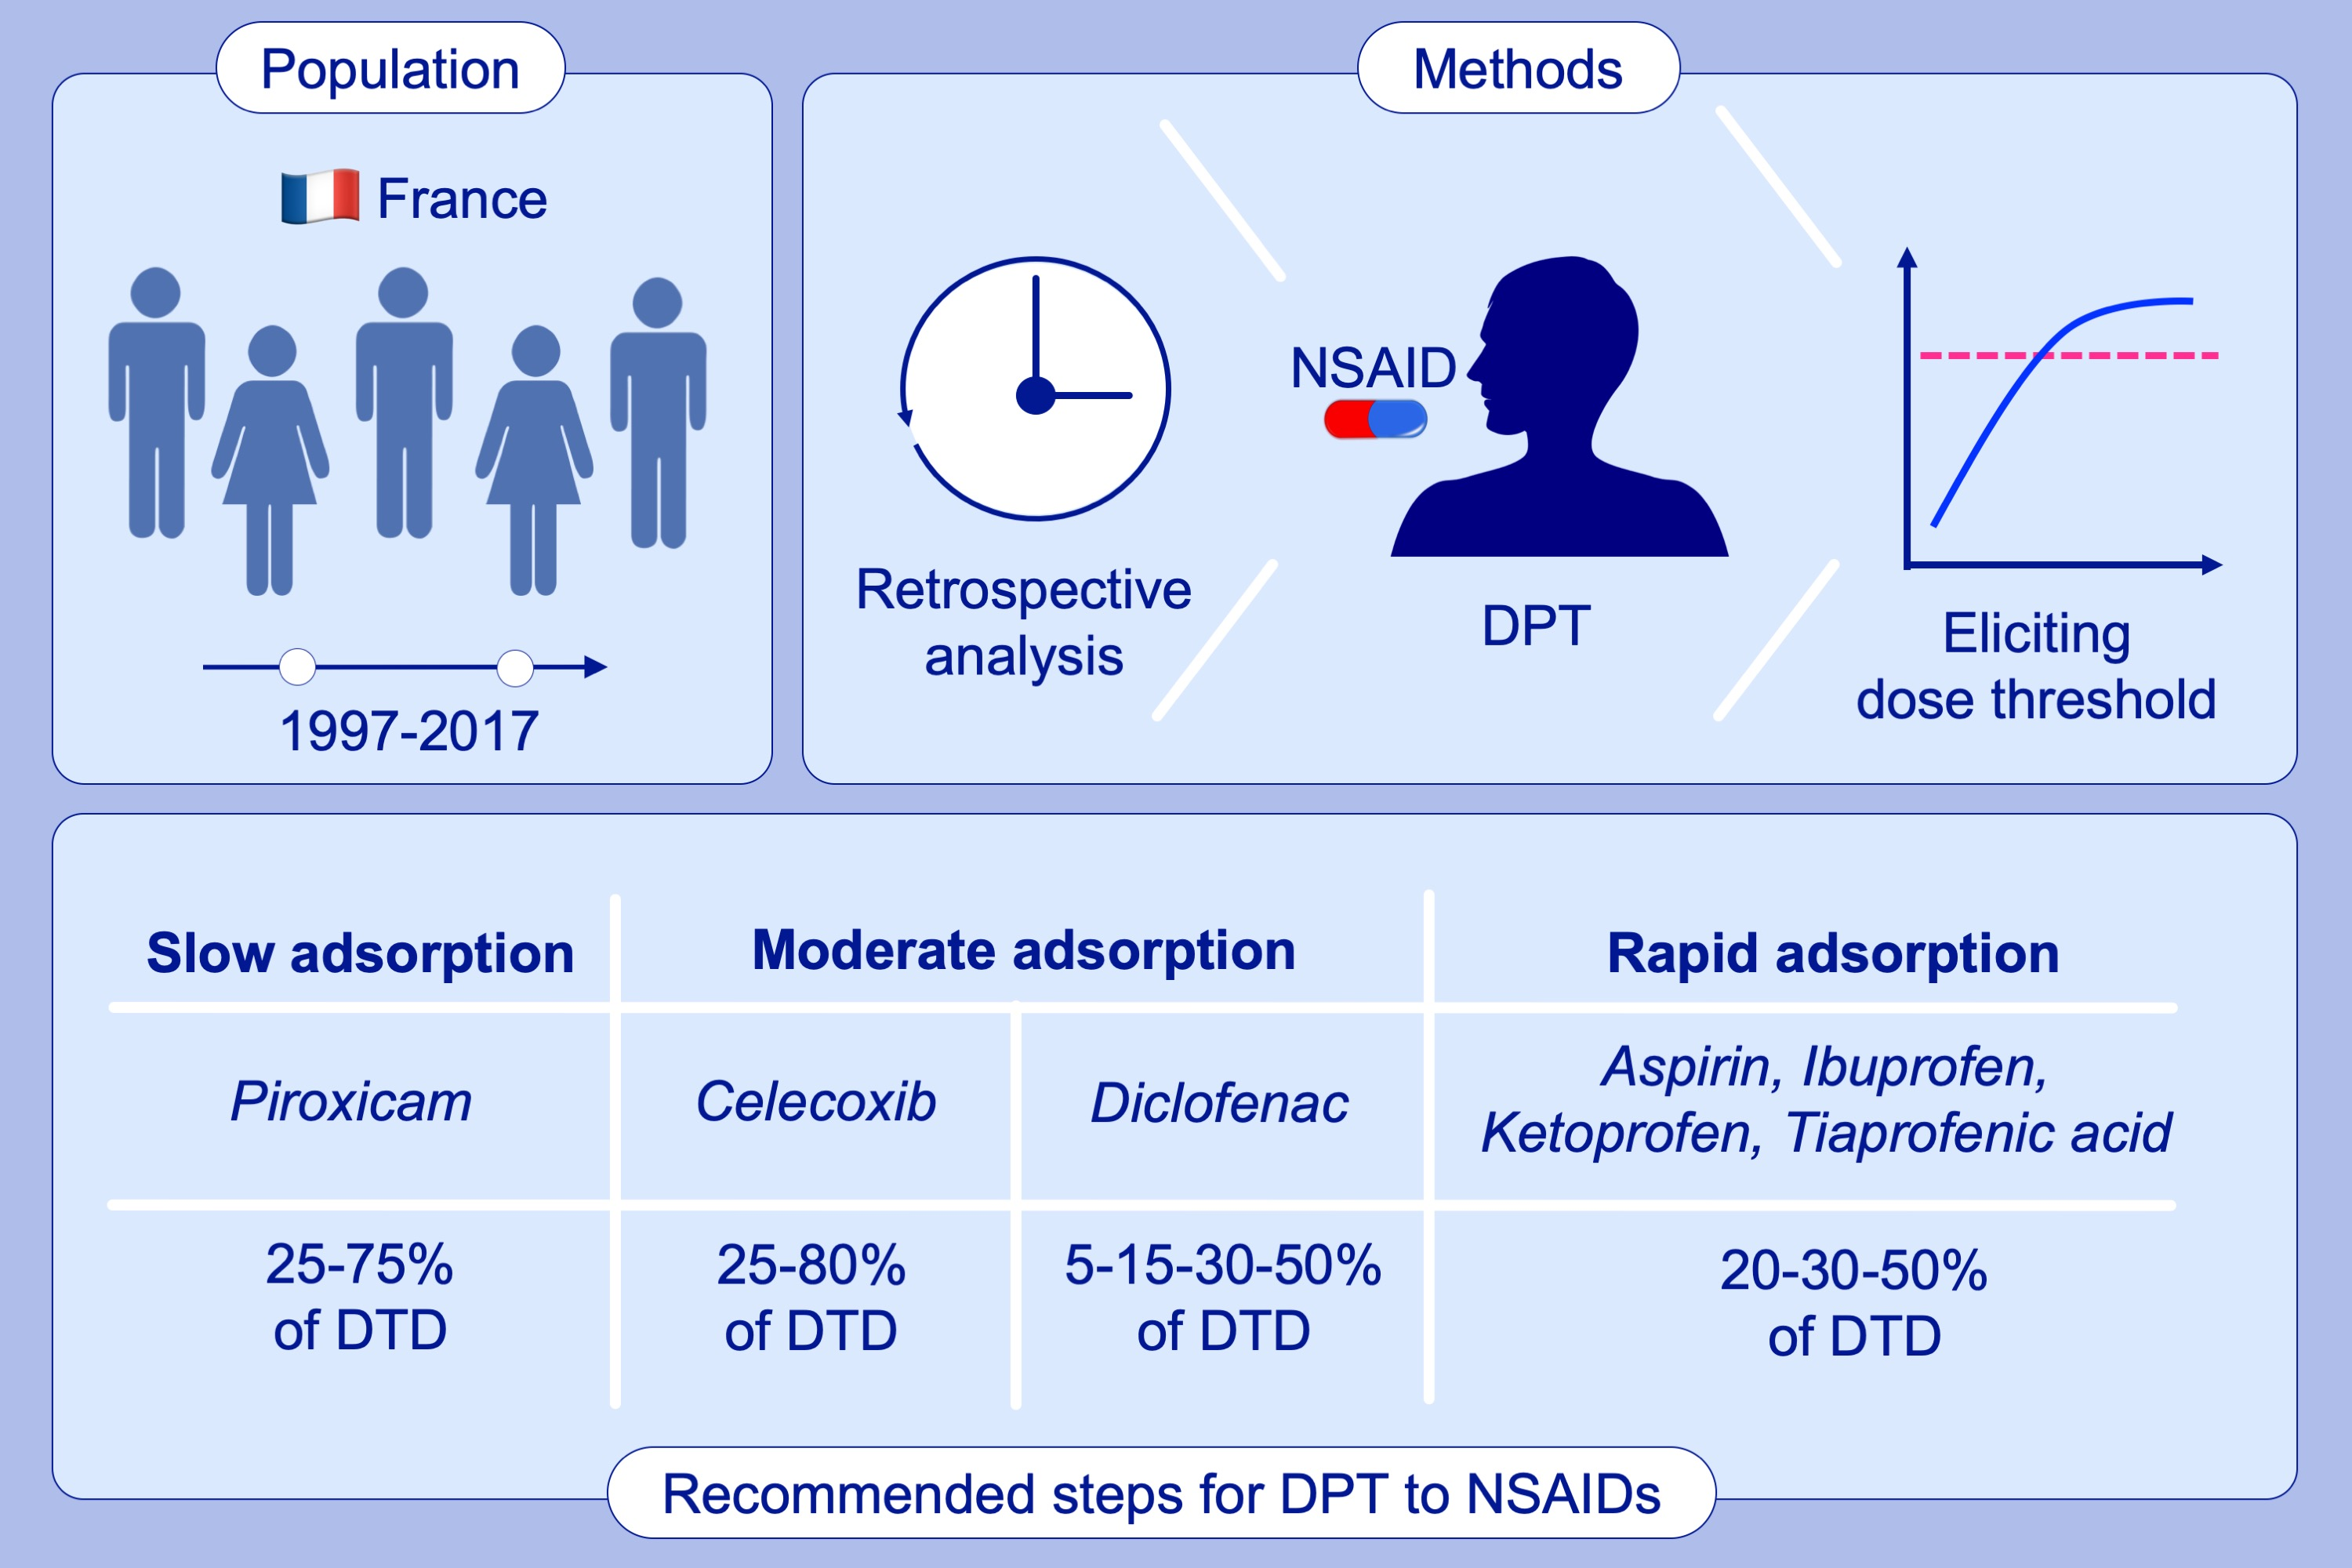 Population
France
1997-2017
Methods
Retrospective
analysis
NSAID
DPT
Eliciting
dose threshold
Slow adsorption
Moderate adsorption
Rapid adsorption
Piroxicam
Celecoxib
Diclofenac
Aspirin, Ibuprofen,
Ketoprofen, Tiaprofenic acid
25-75%
of DTD
25-80%
of DTD
5-15-30-50%
of DTD
20-30-50%
of DTD
Recommended steps for DPT to NSAIDs